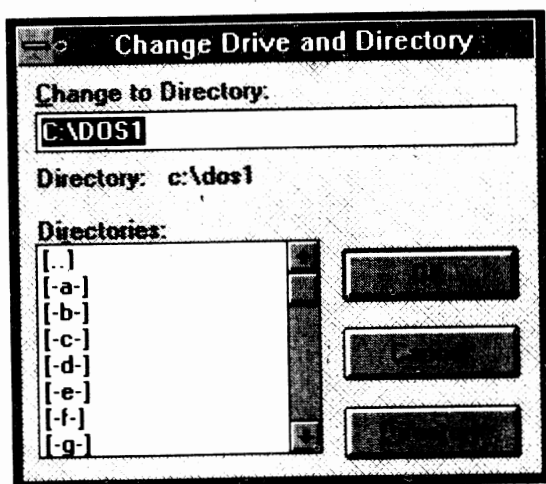 Change Drive and Directory
Change to Directory:
C:\DOS1
Directory: c:\dos1
Directories:
[..]
[-a-]
[-b-]
[-c-]
[-d-]
[-e-]
[-f-]
[-g-]